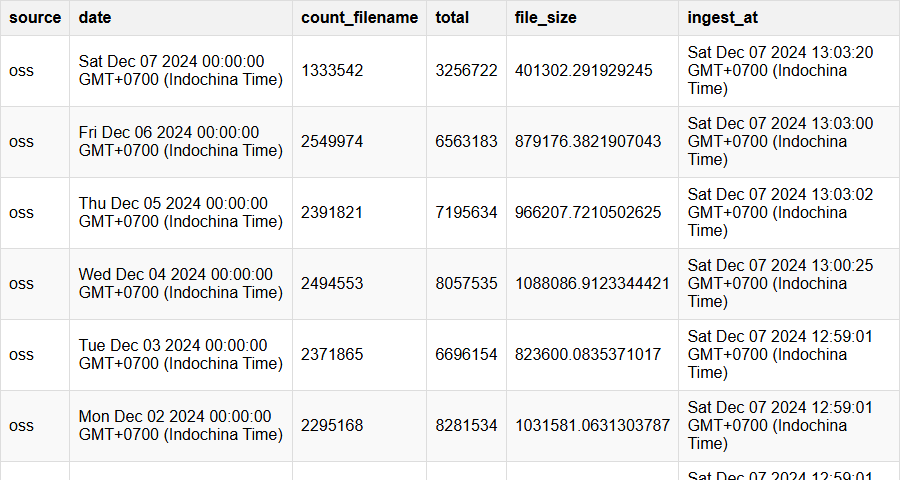 source date count_filename total file_size ingest_at
Sat Dec 07 2024 00:00:00
GMT+0700 (Indochina Time)
oss
1333542
3256722
401302.291929245
Sat Dec 07 2024 13:03:20
GMT+0700 (Indochina
Time)
oss
Fri Dec 06 2024 00:00:00
GMT+0700 (Indochina Time)
2549974
6563183
879176.3821907043
Sat Dec 07 2024 13:03:00
GMT+0700 (Indochina
Time)
oss
Thu Dec 05 2024 00:00:00
GMT+0700 (Indochina Time)
2391821
7195634
966207.7210502625
Sat Dec 07 2024 13:03:02
GMT+0700 (Indochina
Time)
oss
Wed Dec 04 2024 00:00:00
GMT+0700 (Indochina Time)
2494553
8057535
1088086.9123344421
Sat Dec 07 2024 13:00:25
GMT+0700 (Indochina
Time)
oss
Tue Dec 03 2024 00:00:00
GMT+0700 (Indochina Time)
2371865
6696154
823600.0835371017
Sat Dec 07 2024 12:59:01
GMT+0700 (Indochina
Time)
oss
Mon Dec 02 2024 00:00:00
GMT+0700 (Indochina Time)
2295168
8281534
1031581.0631303787
Sat Dec 07 2024 12:59:01
GMT+0700 (Indochina
Time)
Sat Dec 07 2024 12:59:01